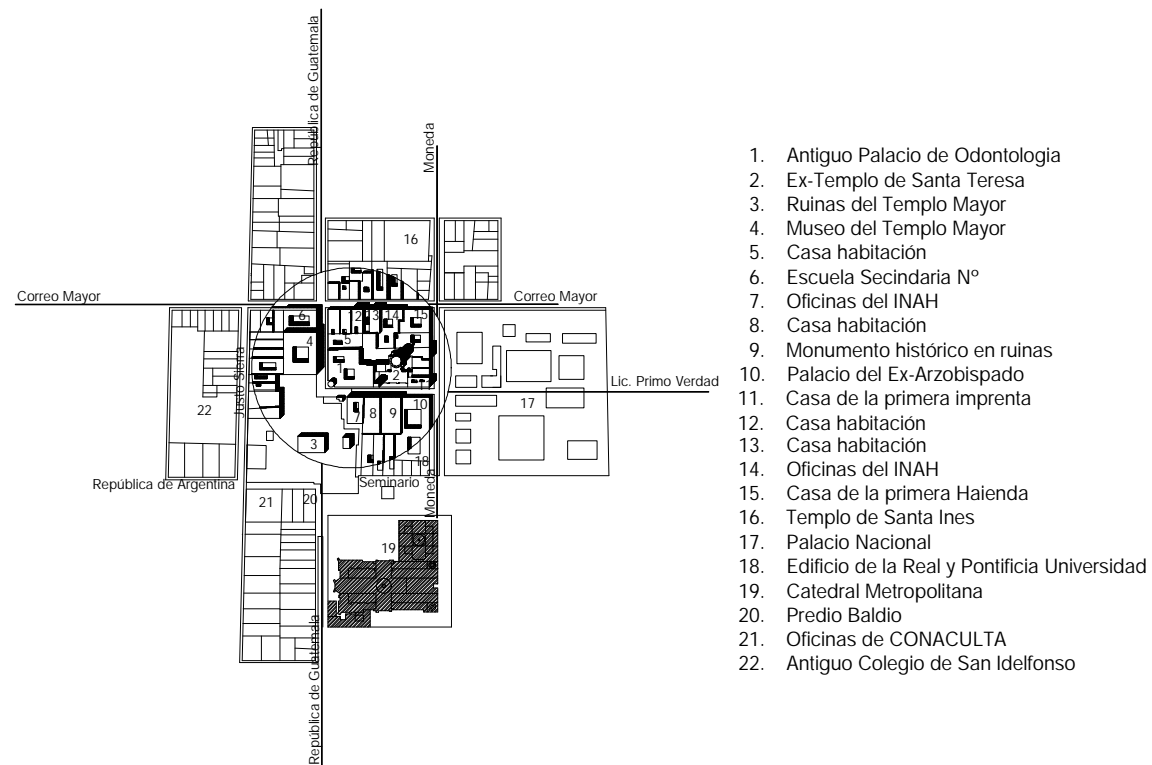 República de Guatemala
Moneda
16
Correo Mayor
Correo Mayor
6
12
13
14
15
4
5
1
2
11
Justo Sierra
Lic. Primo Verdad
22
17
7
8
9
10
3
18
República de Argentina
Seminario
Moneda
21
20
19
República de Guatemala
1. Antiguo Palacio de Odontologia
2. Ex-Templo de Santa Teresa
3. Ruinas del Templo Mayor
4. Museo del Templo Mayor
5. Casa habitación
6. Escuela Secindaria Nº
7. Oficinas del INAH
8. Casa habitación
9. Monumento histórico en ruinas
10. Palacio del Ex-Arzobispado
11. Casa de la primera imprenta
12. Casa habitación
13. Casa habitación
14. Oficinas del INAH
15. Casa de la primera Haienda
16. Templo de Santa Ines
17. Palacio Nacional
18. Edificio de la Real y Pontificia Universidad
19. Catedral Metropolitana
20. Predio Baldio
21. Oficinas de CONACULTA
22. Antiguo Colegio de San Idelfonso